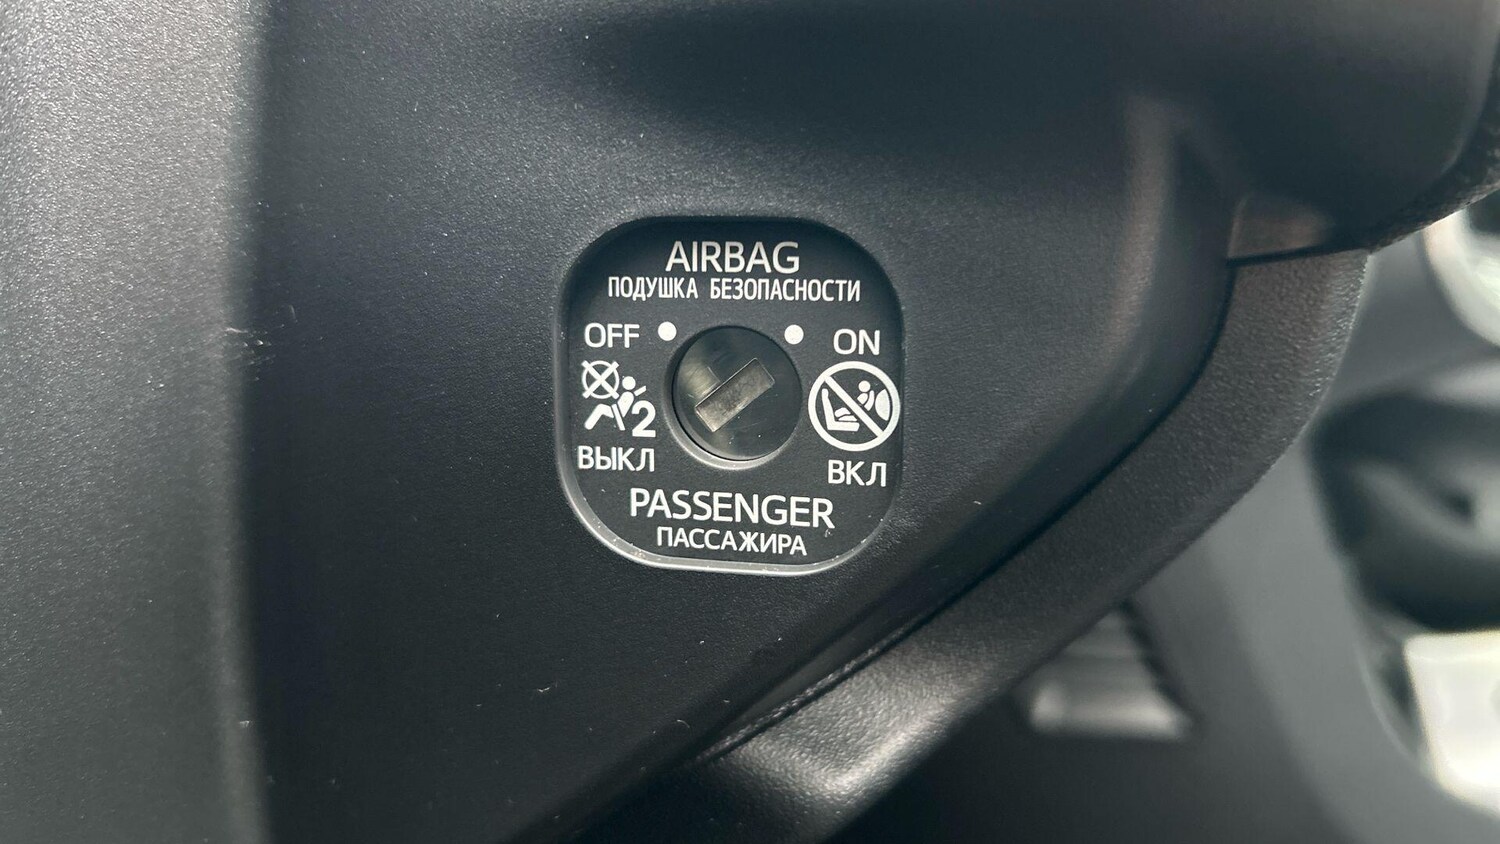 AIRBAG
ПОДУШКА БЕЗОПАСНОСТИ
OFF
ON
2
ВЫКЛ
ВКЛ
PASSENGER
ПАССАЖИРА